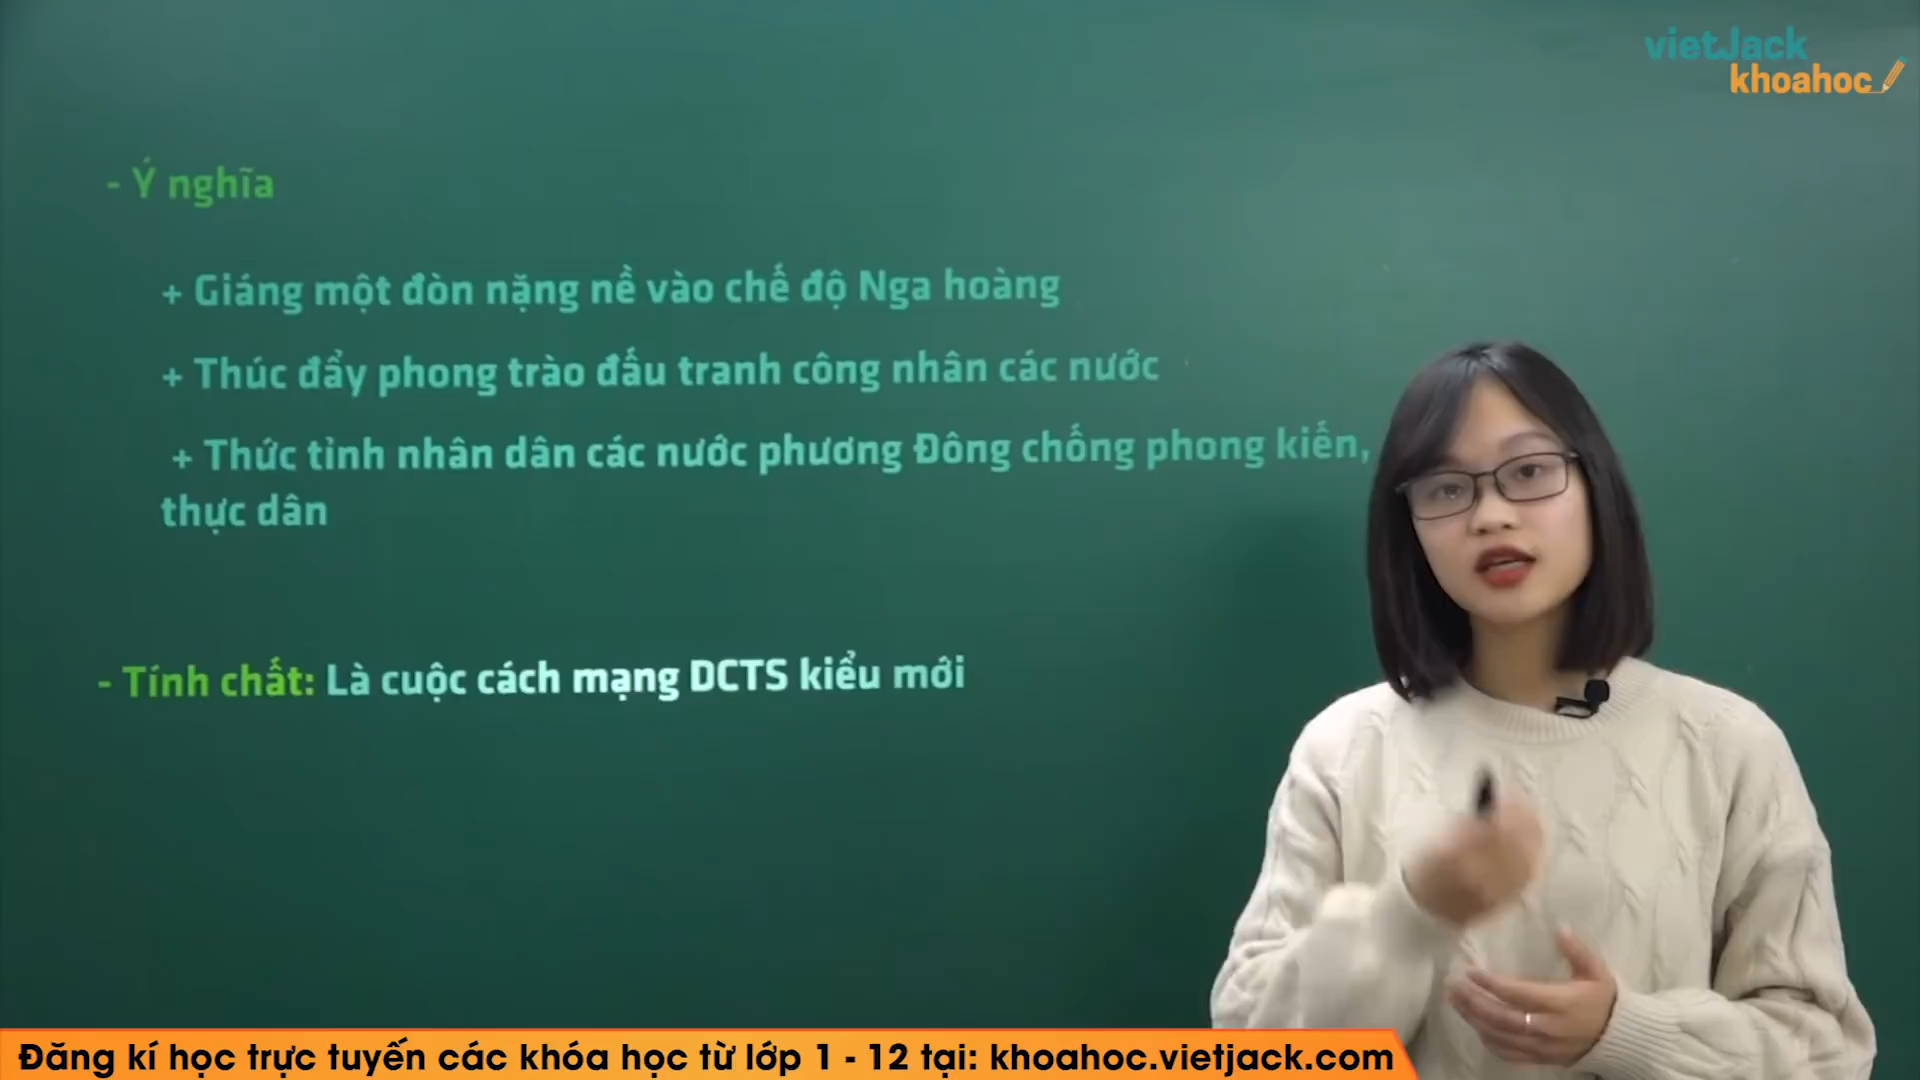 vietJack
khoahoc
- Ý nghĩa
+ Giáng một đòn nặng nề vào chế độ Nga hoàng
+ Thúc đẩy phong trào đấu tranh công nhân các nước
+ Thức tỉnh nhân dân các nước phương Đông chống phong kiến,
thực dân
- Tính chất: Là cuộc cách mạng DCTS kiểu mới
Đăng kí học trực tuyến các khóa học từ lớp 1 - 12 tại: khoahoc.vietjack.com